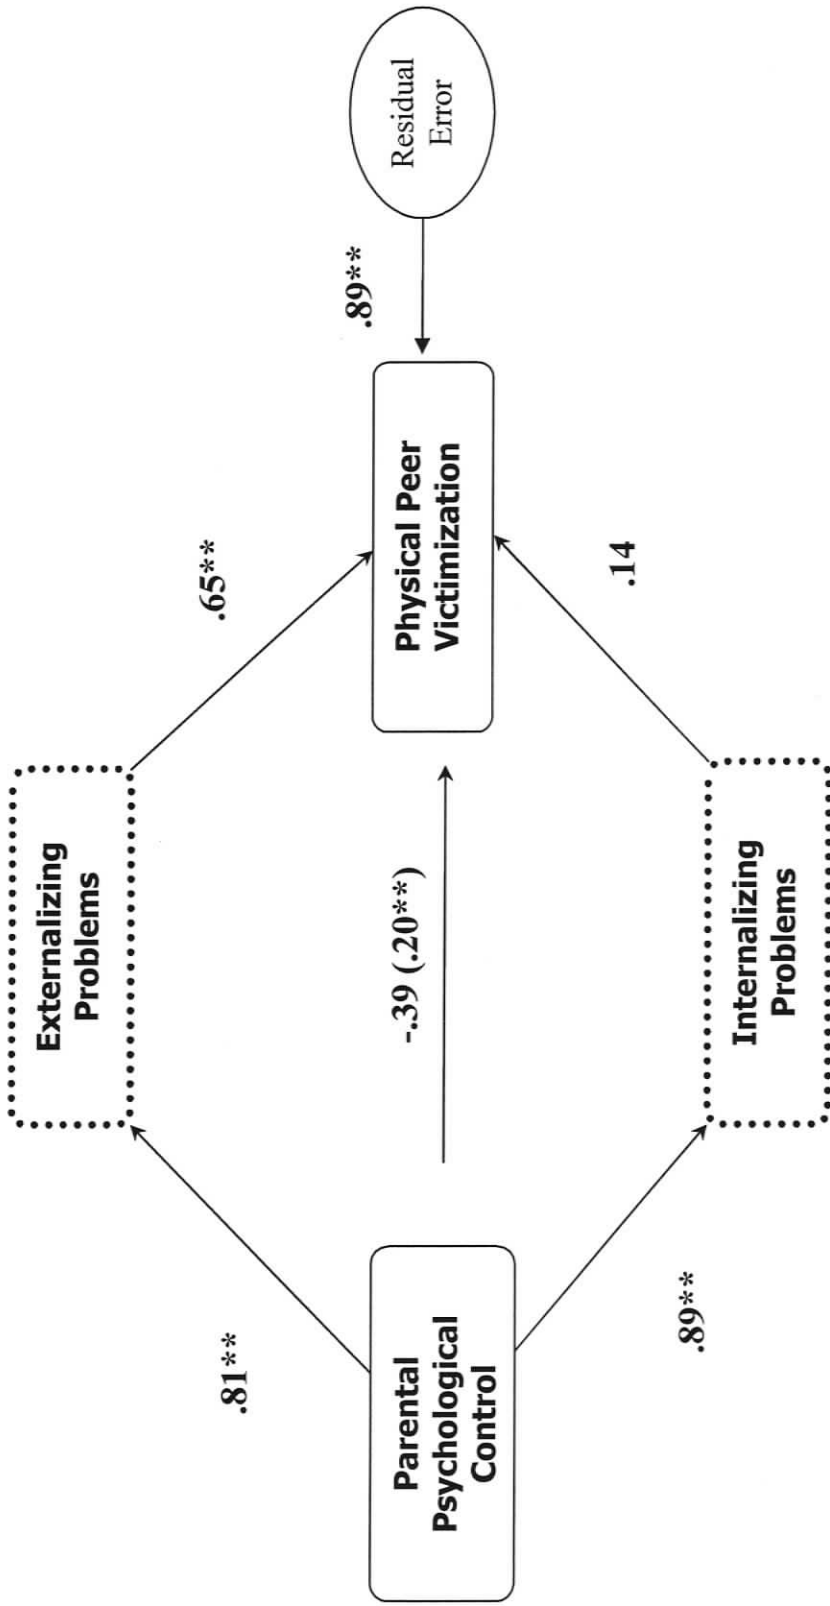 Externalizing
Problems
.81**
.65**
.89**
Parental
Psychological
Control
-.39 (.20**)
Physical Peer
Victimization
Residual
Error
.89**
.14
Internalizing
Problems